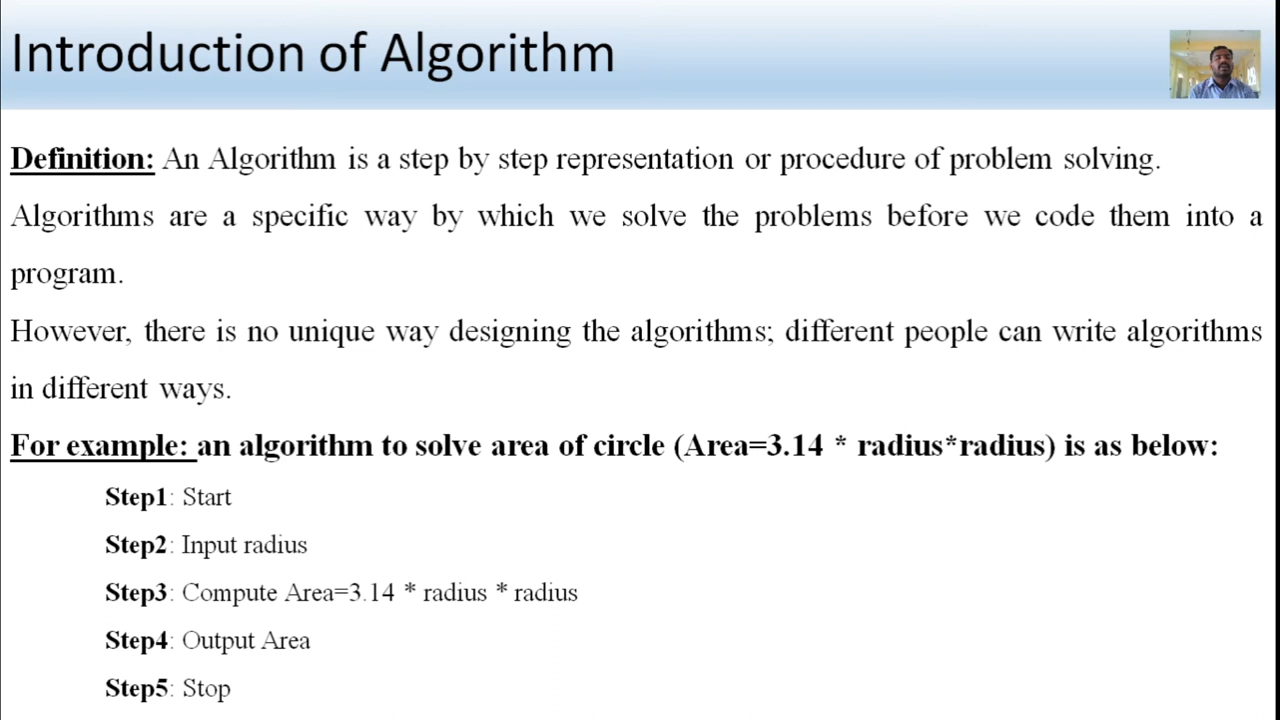 Introduction of Algorithm
Definition: An Algorithm is a step by step representation or procedure of problem solving.
Algorithms are a specific way by which we solve the problems before we code them into a
program.
However, there is no unique way designing the algorithms; different people can write algorithms
in different ways.
For example: an algorithm to solve area of circle (Area=3.14 * radius*radius) is as below:
Step1: Start
Step2: Input radius
Step3: Compute Area=3.14 * radius * radius
Step4: Output Area
Step5: Stop